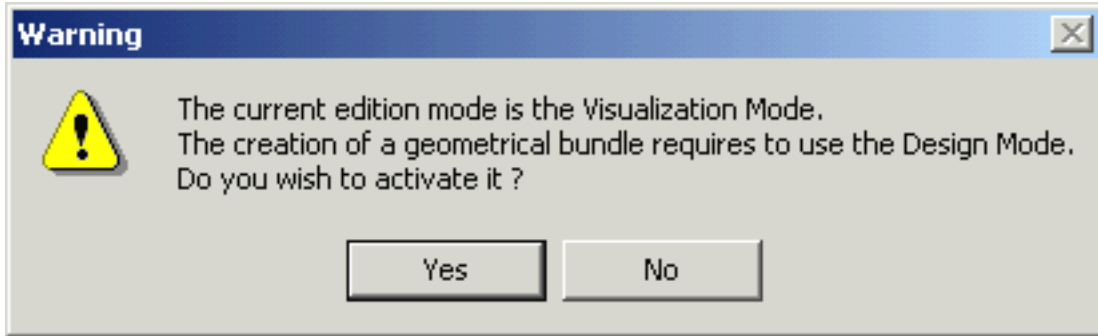 Warning
The current edition mode is the Visualization Mode.
The creation of a geometrical bundle requires to use the Design Mode.
Do you wish to activate it ?
Yes
No